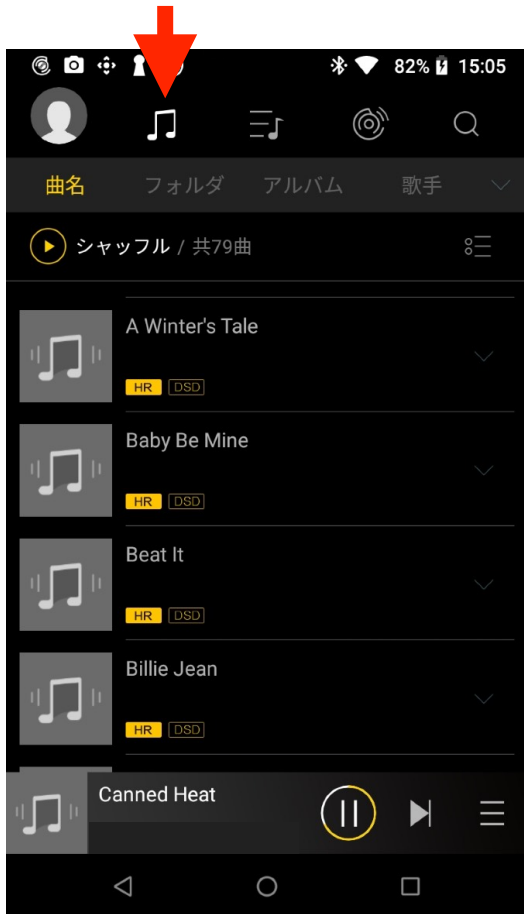 82% 15:05
曲名 フォルダ アルバム 歌手
シャッフル / 共79曲
A Winter's Tale
HR DSD
Baby Be Mine
HR DSD
Beat It
HR DSD
Billie Jean
HR DSD
Canned Heat